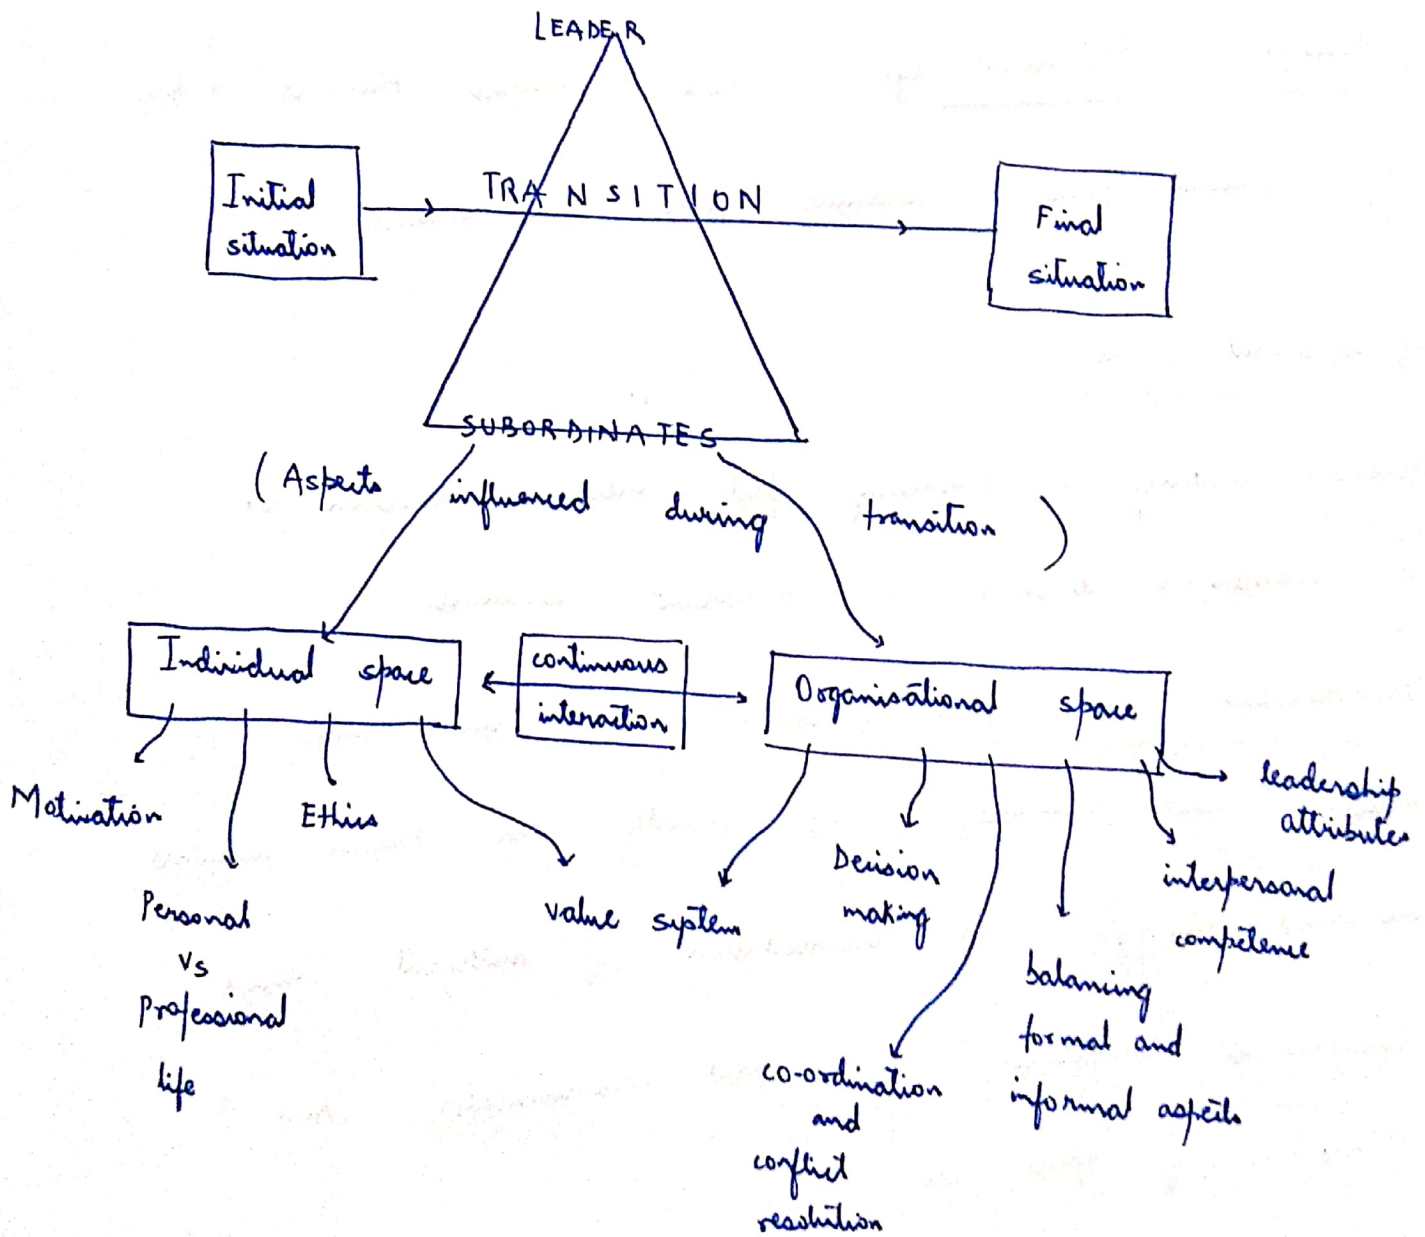 LEADER
Initial
situation
TRANSITION
Final
situation
SUBORDINATES
(Aspects influenced during transition)
Individual space
continuous
interaction
Organisational space
Motivation
Ethics
Personal
vs
Professional
life
value system
Decision
making
co-ordination
and
conflict
resolution
balancing
formal and
informal aspects
interpersonal
competence
leadership
attributes